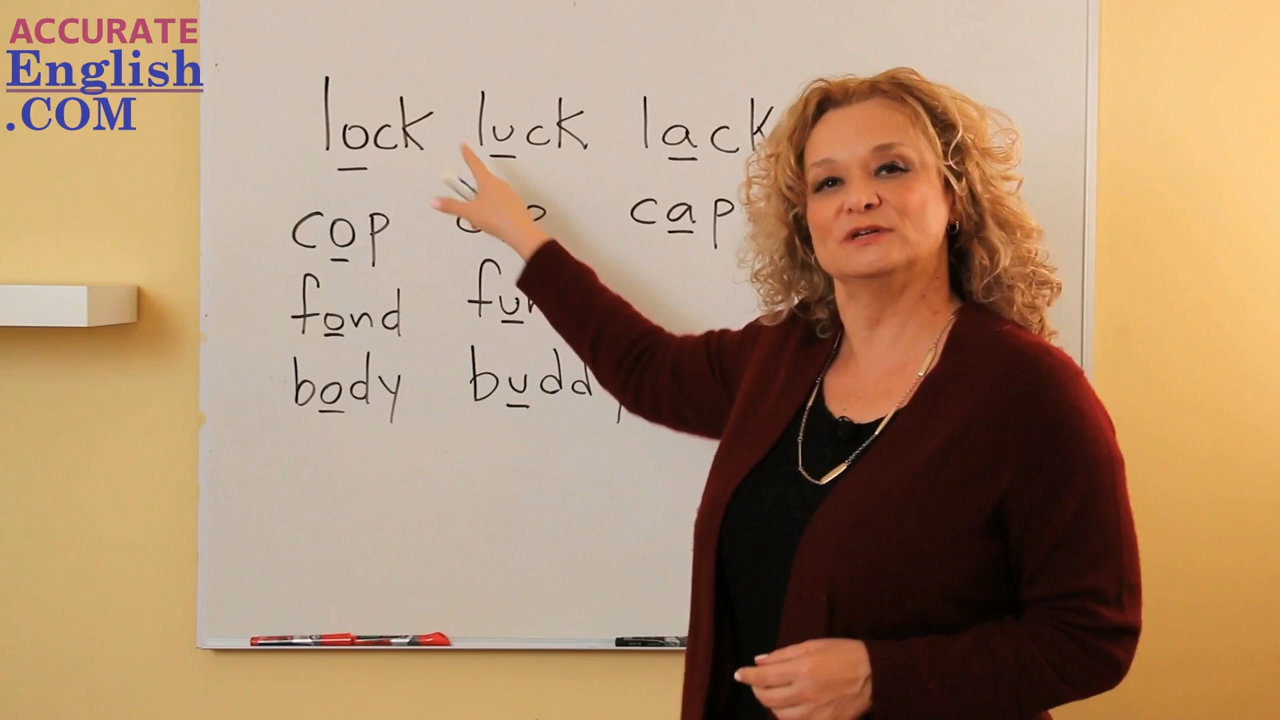 ACCURATE
English
.COM
lock luck lack
cop cap
fond
body